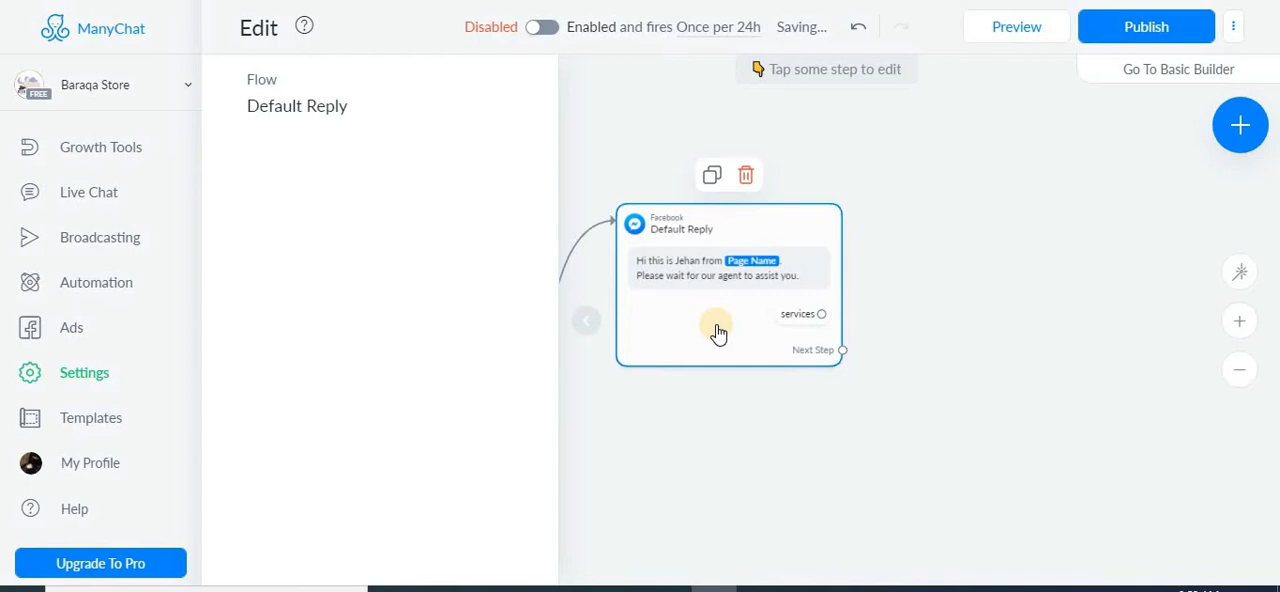 ManyChat
Edit
Disabled Enabled and fires Once per 24h Saving...
Preview
Publish
Baraqa Store
FREE
Flow
Default Reply
Tap some step to edit
Go To Basic Builder
Growth Tools
Live Chat
Broadcasting
Automation
Ads
Settings
Templates
My Profile
Help
Upgrade To Pro
Facebook
Default Reply
Hi this is Jehan from Page Name.
Please wait for our agent to assist you.
services
Next Step